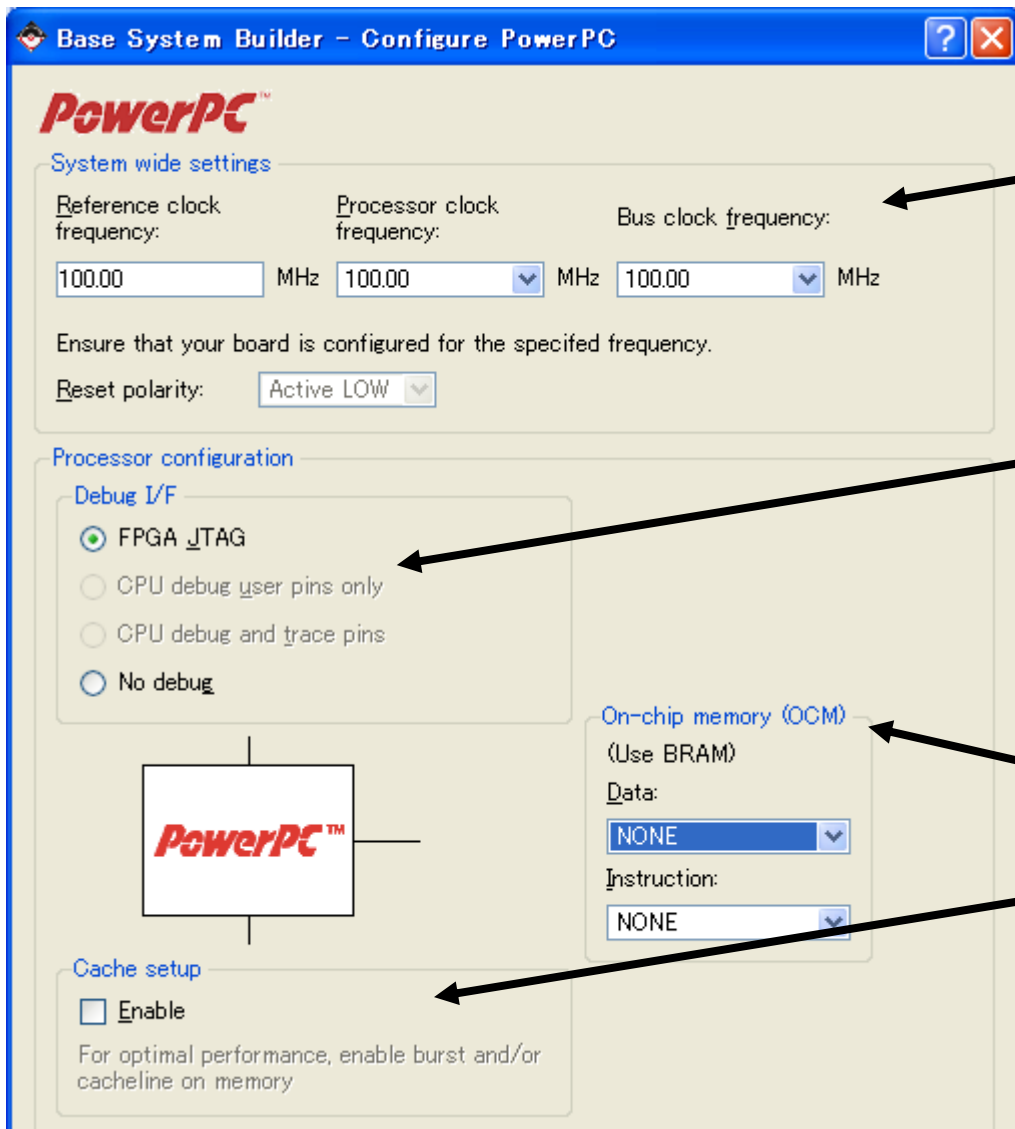 Base System Builder - Configure PowerPC
PowerPC™
System wide settings
Reference clock
frequency:
Processor clock
frequency:
Bus clock frequency:
100.00 MHz 100.00 MHz 100.00 MHz
Ensure that your board is configured for the specifed frequency.
Reset polarity: Active LOW
Processor configuration
Debug I/F
FPGA JTAG
CPU debug user pins only
CPU debug and trace pins
No debug
On-chip memory (OCM)
(Use BRAM)
Data:
NONE
Instruction:
NONE
PowerPC™
Cache setup
Enable
For optimal performance, enable burst and/or
cacheline on memory